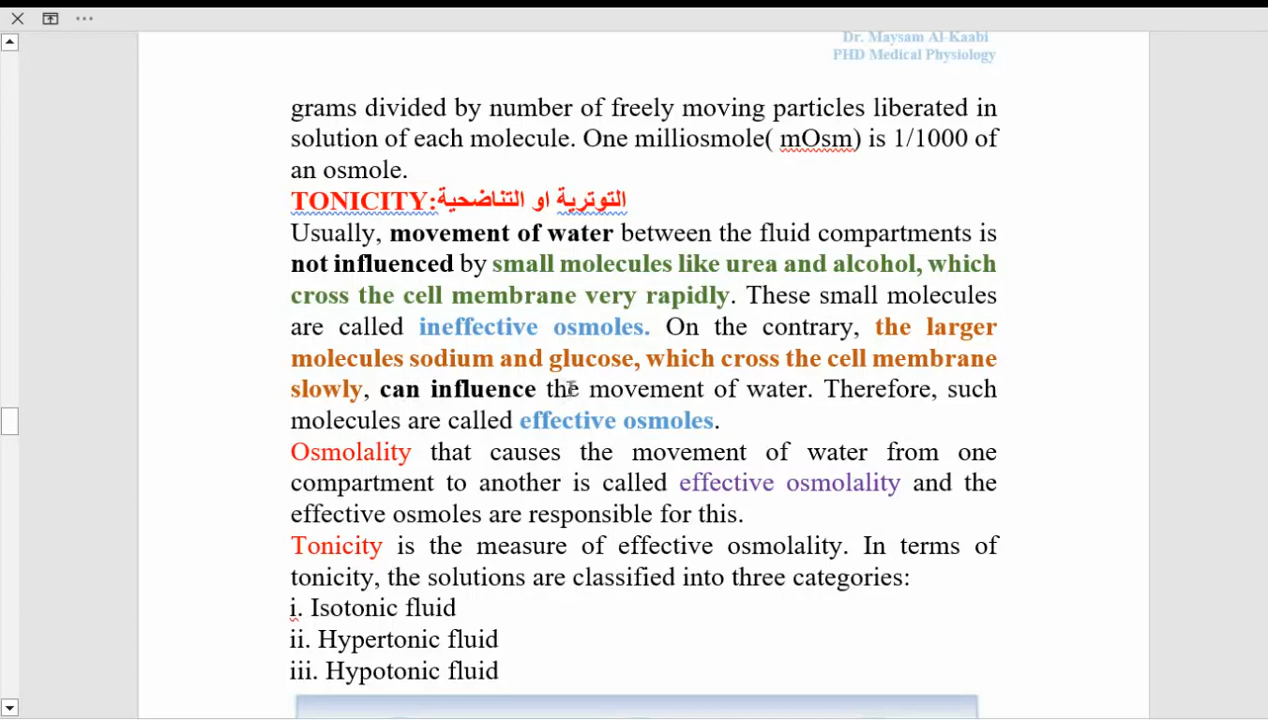 Dr. Maysam Al-Kaabi
PHD Medical Physiology
grams divided by number of freely moving particles liberated in
solution of each molecule. One milliosmole( mOsm) is 1/1000 of
an osmole.
TONICITY:التوترية او التناضحية
Usually, movement of water between the fluid compartments is
not influenced by small molecules like urea and alcohol, which
cross the cell membrane very rapidly. These small molecules
are called ineffective osmoles. On the contrary, the larger
molecules sodium and glucose, which cross the cell membrane
slowly, can influence the movement of water. Therefore, such
molecules are called effective osmoles.
Osmolality that causes the movement of water from one
compartment to another is called effective osmolality and the
effective osmoles are responsible for this.
Tonicity is the measure of effective osmolality. In terms of
tonicity, the solutions are classified into three categories:
i. Isotonic fluid
ii. Hypertonic fluid
iii. Hypotonic fluid